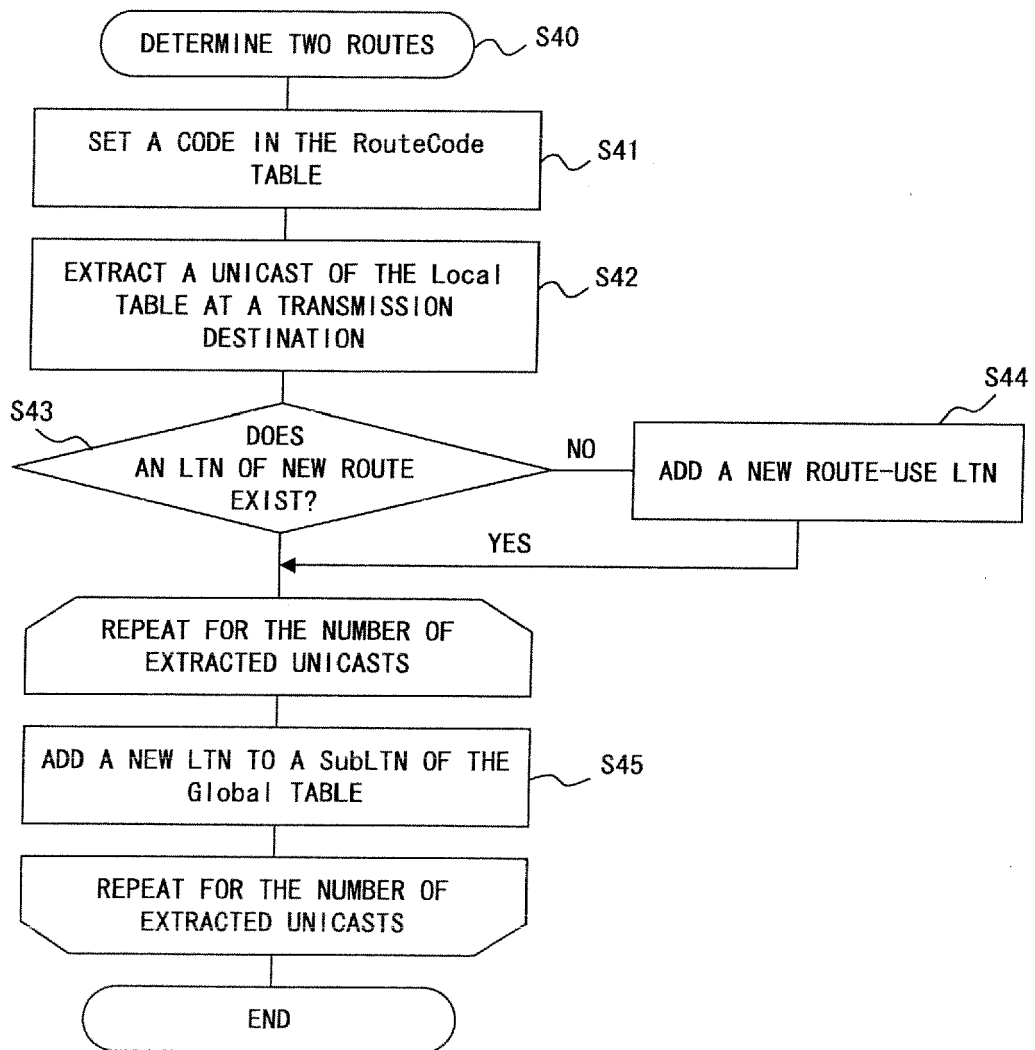 DETERMINE TWO ROUTES
S40
SET A CODE IN THE RouteCode
TABLE
S41
EXTRACT A UNICAST OF THE Local
TABLE AT A TRANSMISSION
DESTINATION
S42
S43
DOES
AN LTN OF NEW ROUTE
EXIST?
NO
S44
ADD A NEW ROUTE-USE LTN
YES
REPEAT FOR THE NUMBER OF
EXTRACTED UNICASTS
ADD A NEW LTN TO A SubLTN OF THE
Global TABLE
S45
REPEAT FOR THE NUMBER OF
EXTRACTED UNICASTS
END